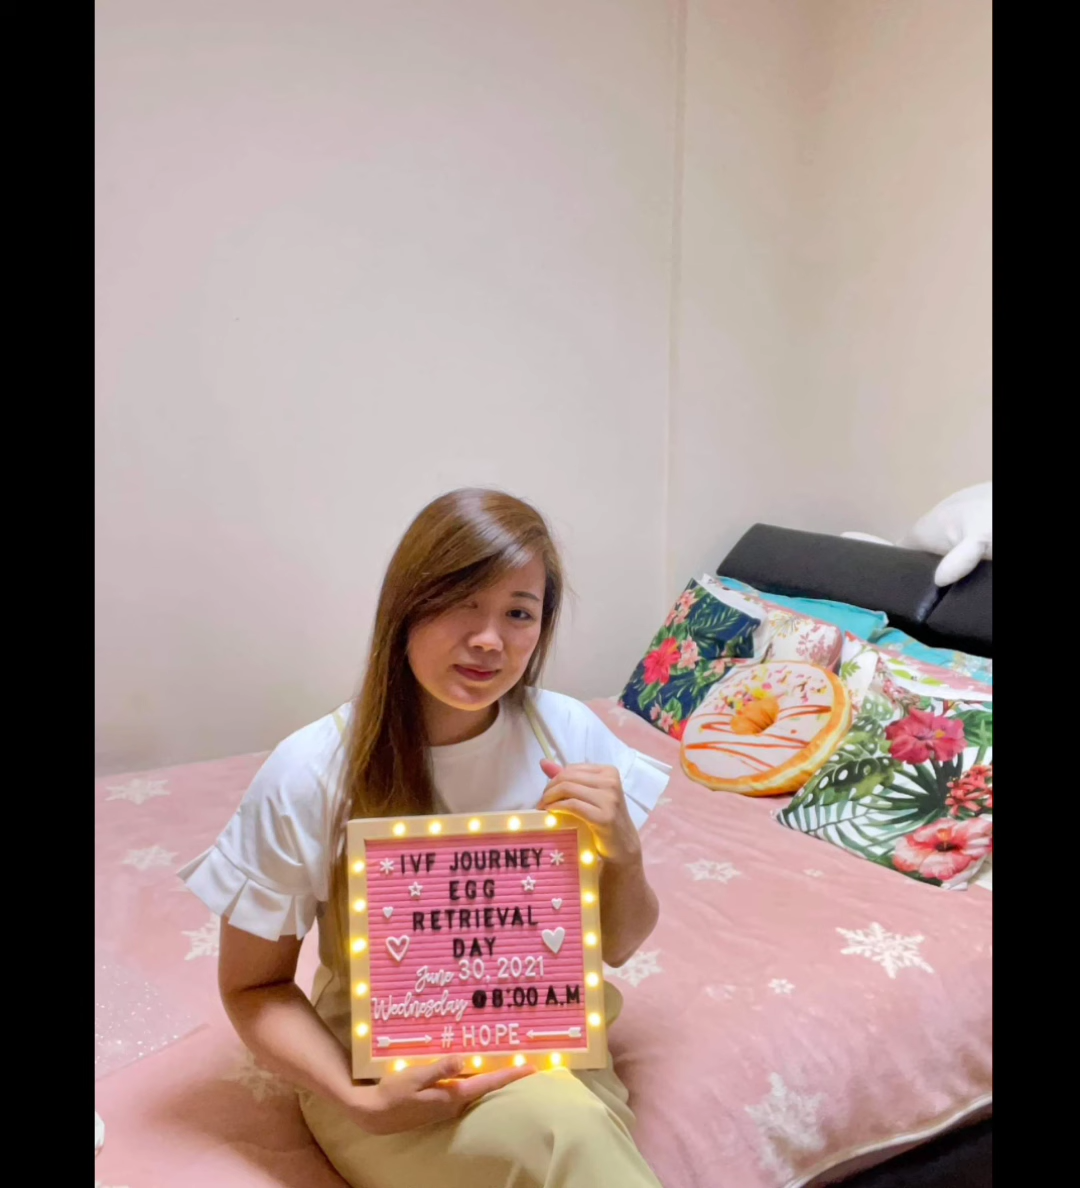 IVF JOURNEY
EGG
RETRIEVAL
DAY
June 30, 2021
Wednesday @ 8:00 A.M
# HOPE